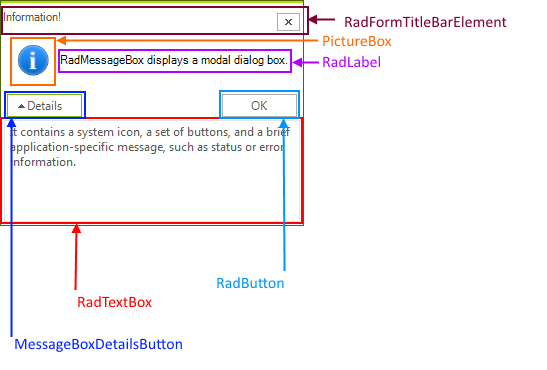 Information!
RadFormTitleBarElement
PictureBox
RadMessageBox displays a modal dialog box.
RadLabel
Details
OK
It contains a system icon, a set of buttons, and a brief
application-specific message, such as status or error
information.
RadButton
RadTextBox
MessageBoxDetailsButton